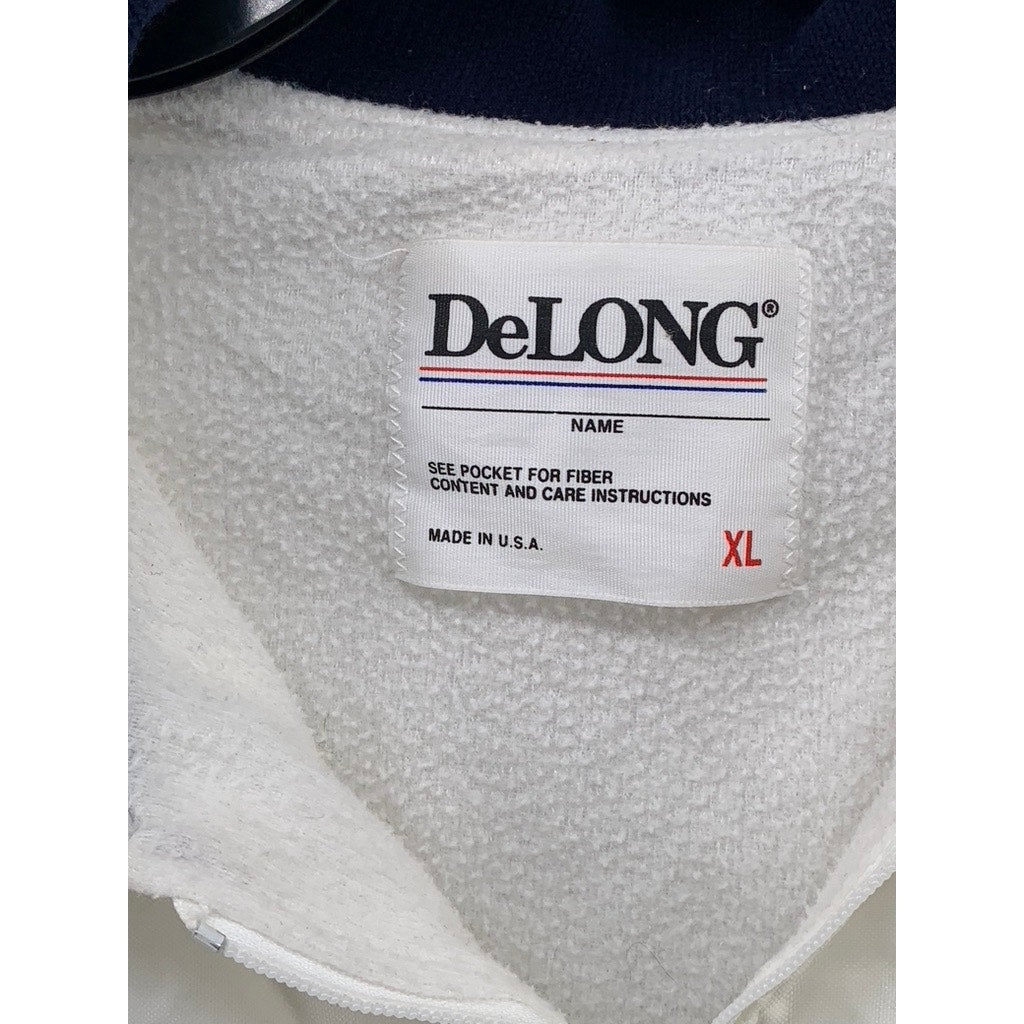 DeLONG®
NAME
SEE POCKET FOR FIBER
CONTENT AND CARE INSTRUCTIONS
MADE IN U.S.A.
XL